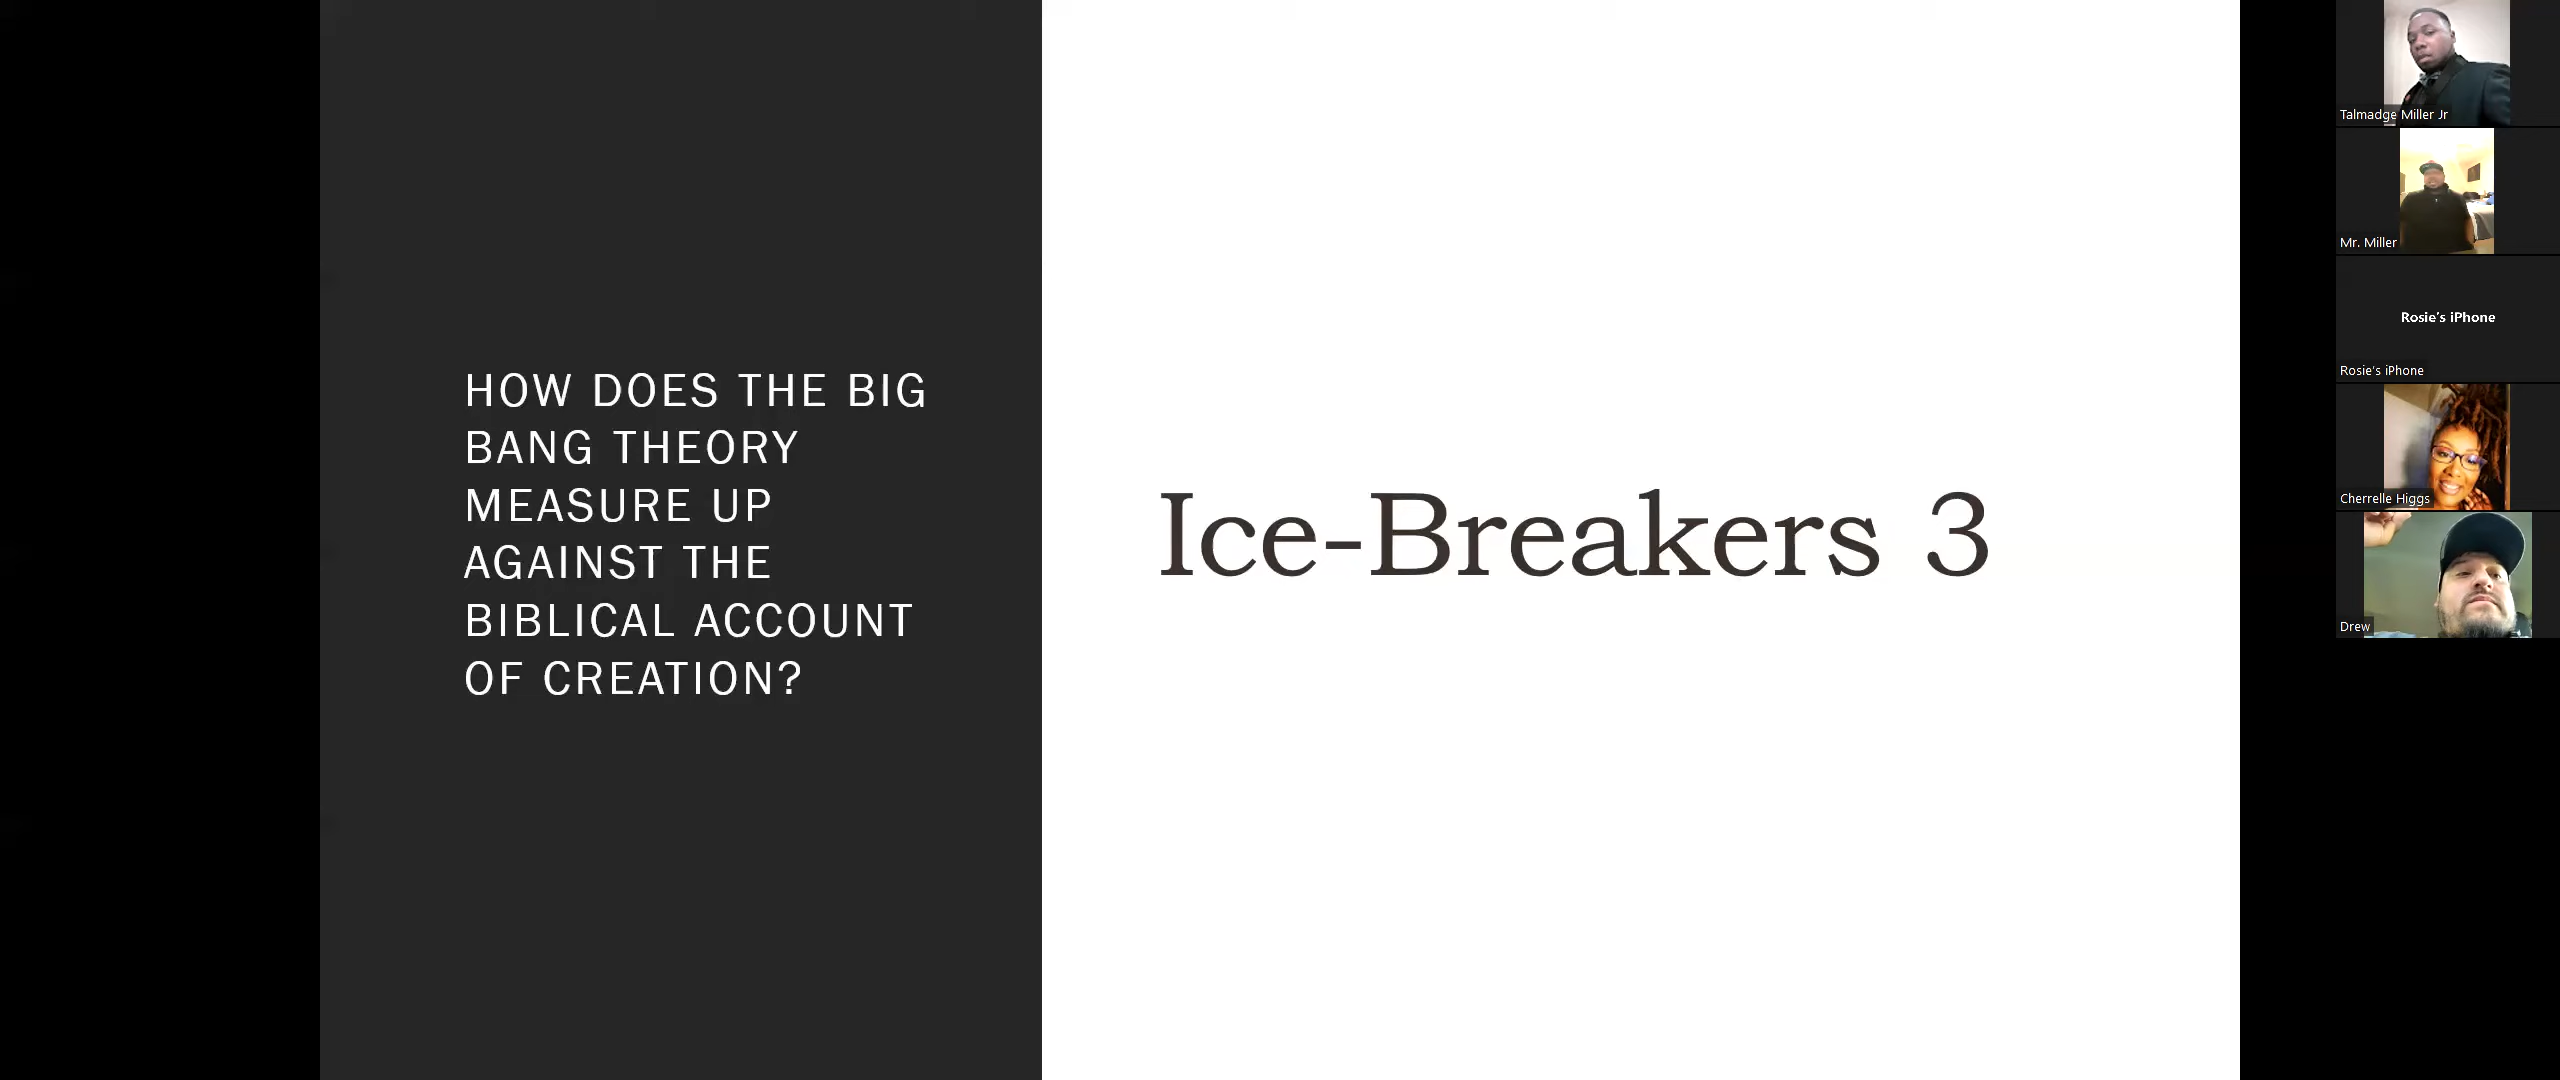 HOW DOES THE BIG
BANG THEORY
MEASURE UP
AGAINST THE
BIBLICAL ACCOUNT
OF CREATION?
Ice-Breakers 3
Talmadge Miller Jr
Mr. Miller
Rosie's iPhone
Rosie's iPhone
Cherrelle Higgs
Drew